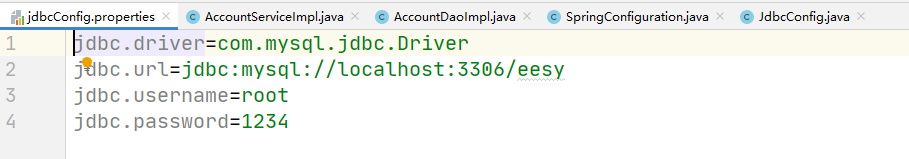 jdbcConfig.properties AccountServiceImpl.java AccountDaoImpl.java SpringConfiguration.java JdbcConfig.java
1 jdbc.driver=com.mysql.jdbc.Driver
2 jdbc.url=jdbc:mysql://localhost:3306/eesy
3 jdbc.username=root
4 jdbc.password=1234